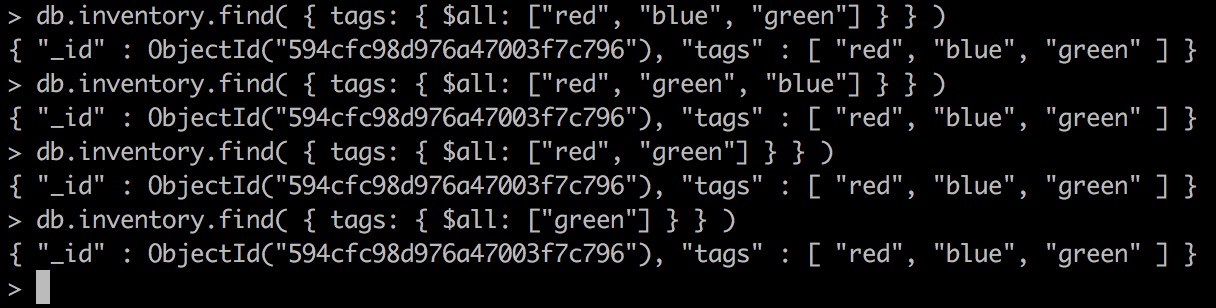 > db.inventory.find( { tags: { $all: ["red", "blue", "green"] } } )
{ "_id" : ObjectId("594cfc98d976a47003f7c796"), "tags" : [ "red", "blue", "green" ] }
> db.inventory.find( { tags: { $all: ["red", "green", "blue"] } } )
{ "_id" : ObjectId("594cfc98d976a47003f7c796"), "tags" : [ "red", "blue", "green" ] }
> db.inventory.find( { tags: { $all: ["red", "green"] } } )
{ "_id" : ObjectId("594cfc98d976a47003f7c796"), "tags" : [ "red", "blue", "green" ] }
> db.inventory.find( { tags: { $all: ["green"] } } )
{ "_id" : ObjectId("594cfc98d976a47003f7c796"), "tags" : [ "red", "blue", "green" ] }
>